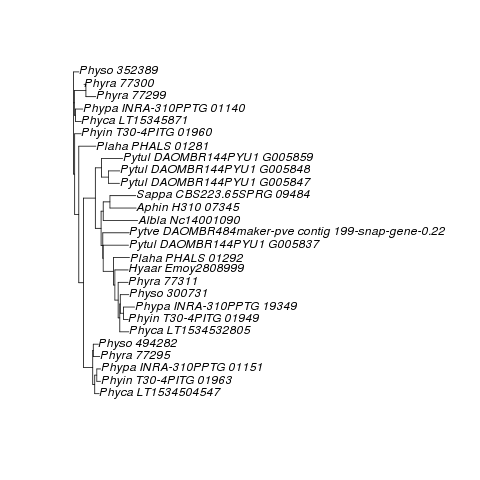 Physo 352389
Phyra 77300
Phyra 77299
Phypa INRA-310PPTG 01140
Phyca LT15345871
Phyin T30-4PITG 01960
Plaha PHALS 01281
Pytul DAOMBR144PYU1 G005859
Pytul DAOMBR144PYU1 G005848
Pytul DAOMBR144PYU1 G005847
Sappa CBS223.65SPRG 09484
Aphin H310 07345
Albla Nc14001090
Pytve DAOMBR484maker-pve contig 199-snap-gene-0.22
Pytul DAOMBR144PYU1 G005837
Plaha PHALS 01292
Hyaar Emoy2808999
Phyra 77311
Physo 300731
Phypa INRA-310PPTG 19349
Phyin T30-4PITG 01949
Phyca LT1534532805
Physo 494282
Phyra 77295
Phypa INRA-310PPTG 01151
Phyin T30-4PITG 01963
Phyca LT1534504547